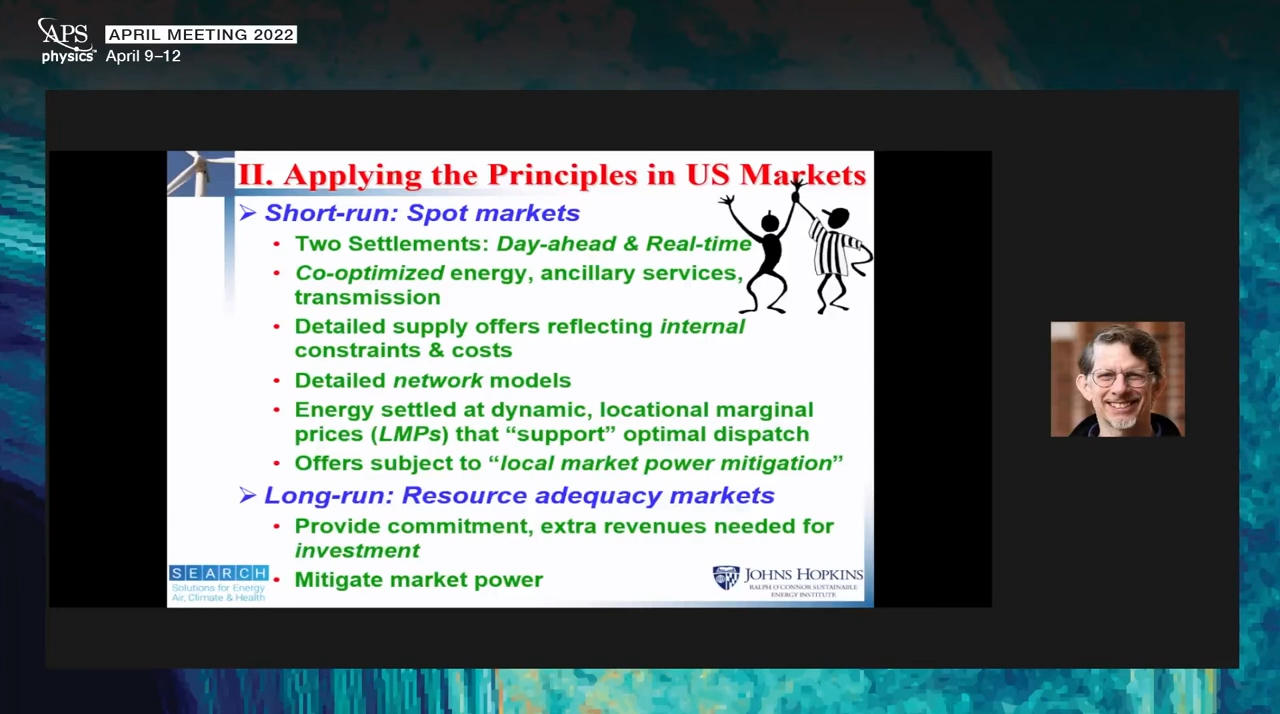 APS
physics
APRIL MEETING 2022
April 9–12
II. Applying the Principles in US Markets
➢ Short-run: Spot markets
• Two Settlements: Day-ahead & Real-time
• Co-optimized energy, ancillary services,
transmission
• Detailed supply offers reflecting internal
constraints & costs
• Detailed network models
• Energy settled at dynamic, locational marginal
prices (LMPs) that “support” optimal dispatch
• Offers subject to “local market power mitigation”
➢ Long-run: Resource adequacy markets
• Provide commitment, extra revenues needed for
investment
• Mitigate market power
SEARCH
Solutions for Energy
Air, Climate & Health
JOHNS HOPKINS
RALPH O'CONNOR SUSTAINABLE
ENERGY INSTITUTE